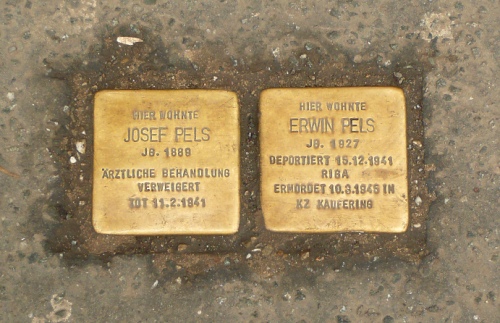 HIER WOHNTE
JOSEF PELS
JG. 1888
ÄRZTLICHE BEHANDLUNG
VERWEIGERT
TOT 11.2.1941
HIER WOHNTE
ERWIN PELS
JG. 1927
DEPORTIERT 15.12.1941
RIGA
ERMORDET 10.3.1945 IN
KZ KAUFERING